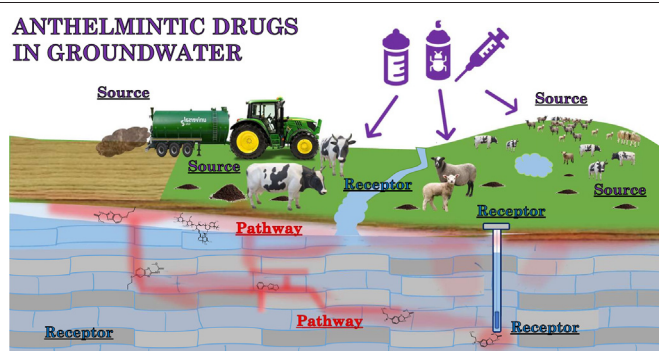 ANTHELMINTIC DRUGS
IN GROUNDWATER
Source
Source
Source
Receptor
Source
Receptor
Pathway
Pathway
Receptor
Receptor